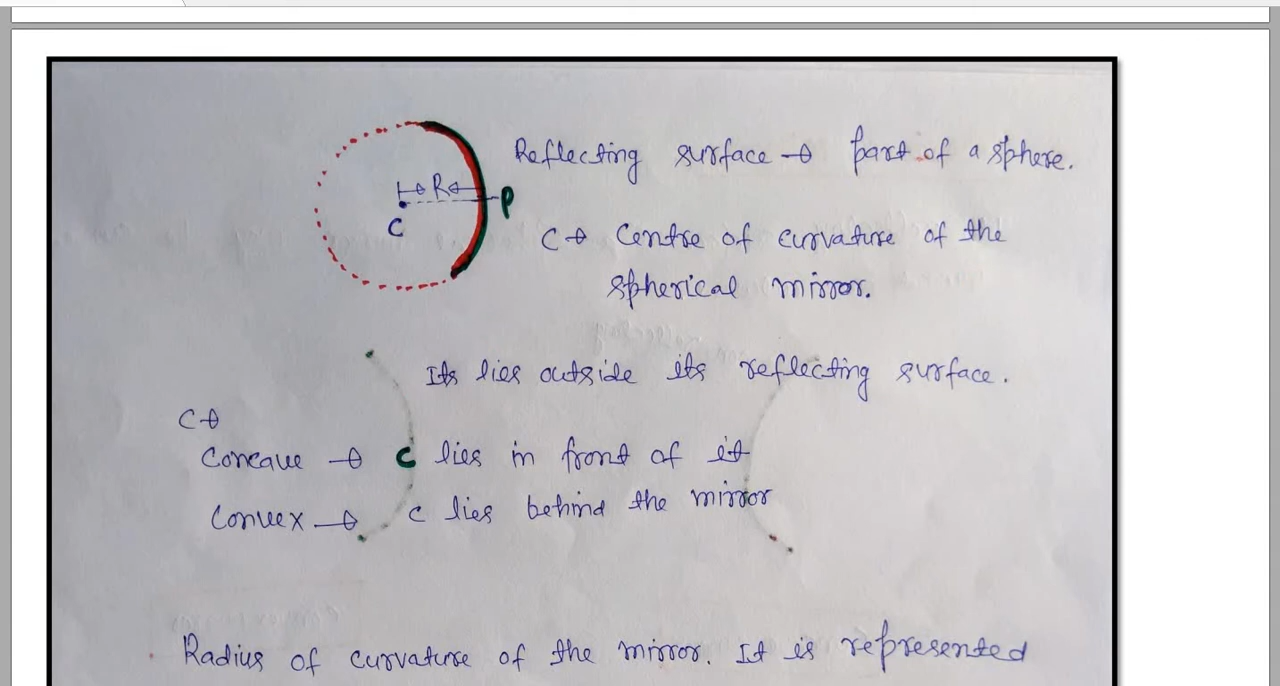 Reflecting surface → part of a sphere.
R
P
C
C → Centre of curvature of the
spherical mirror.
Its lies outside its reflecting surface.
C →
Concave → C lies in front of it
Convex → C lies behind the mirror
Radius of curvature of the mirror. It is represented